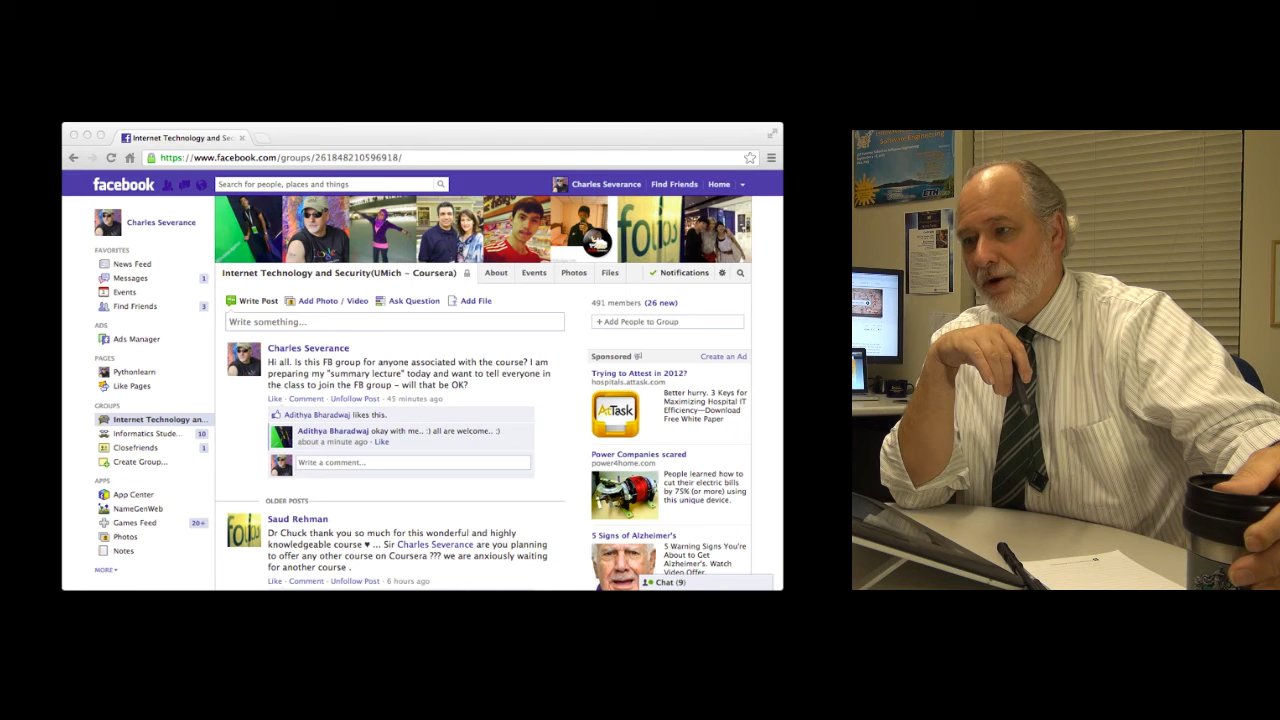 Internet Technology and Sec
https://www.facebook.com/groups/261848210596918/
facebook
Search for people, places and things
Charles Severance
Find Friends
Home
Charles Severance
FAVORITES
News Feed
Messages 1
Events
Find Friends 3
ADS
Ads Manager
PAGES
Pythonlearn
Like Pages
GROUPS
Internet Technology an...
Informatics Stude... 10
Closefriends 1
Create Group...
APPS
App Center
NameGenWeb
Games Feed 20+
Photos
Notes
MORE
folios
Internet Technology and Security(UMich - Coursera)
About
Events
Photos
Files
Notifications
Write Post
Add Photo / Video
Ask Question
Add File
Write something...
Charles Severance
Hi all. Is this FB group for anyone associated with the course? I am
preparing my "summary lecture" today and want to tell everyone in
the class to join the FB group - will that be OK?
Like · Comment · Unfollow Post · 45 minutes ago
Adithya Bharadwaj likes this.
Adithya Bharadwaj okay with me.. :) all are welcome.. :)
about a minute ago · Like
Write a comment...
OLDER POSTS
folios
Saud Rehman
Dr Chuck thank you so much for this wonderful and highly
knowledgeable course ♥ ... Sir Charles Severance are you planning
to offer any other course on Coursera ??? we are anxiously waiting
for another course .
Like · Comment · Unfollow Post · 6 hours ago
491 members (26 new)
+ Add People to Group
Sponsored
Create an Ad
Trying to Attest in 2012?
hospitals.attask.com
AtTask
Better hurry. 3 Keys for
Maximizing Hospital IT
Efficiency—Download
Free White Paper
Power Companies scared
power4home.com
People learned how to
cut their electric bills
by 75% (or more) using
this unique device.
5 Signs of Alzheimer's
5 Warning Signs You're
About to Get
Alzheimer's. Watch
Video Offer.
Chat (9)